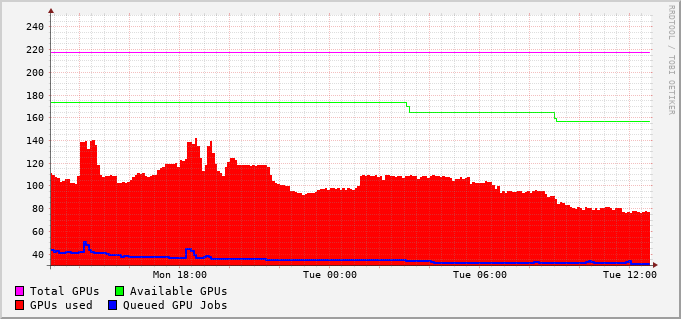 RRDTOOL / TOBI OETIKER
240
220
200
180
160
140
120
100
80
60
40
Mon 18:00 Tue 00:00 Tue 06:00 Tue 12:00
Total GPUs Available GPUs
GPUs used Queued GPU Jobs